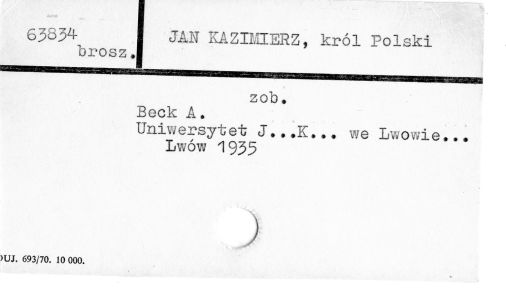 63834
brosz.
JAN KAZIMIERZ, król Polski
zob.
Beck A.
Uniwersytet J...K... we Lwowie...
Lwów 1935
UJ. 693/70. 10 000.